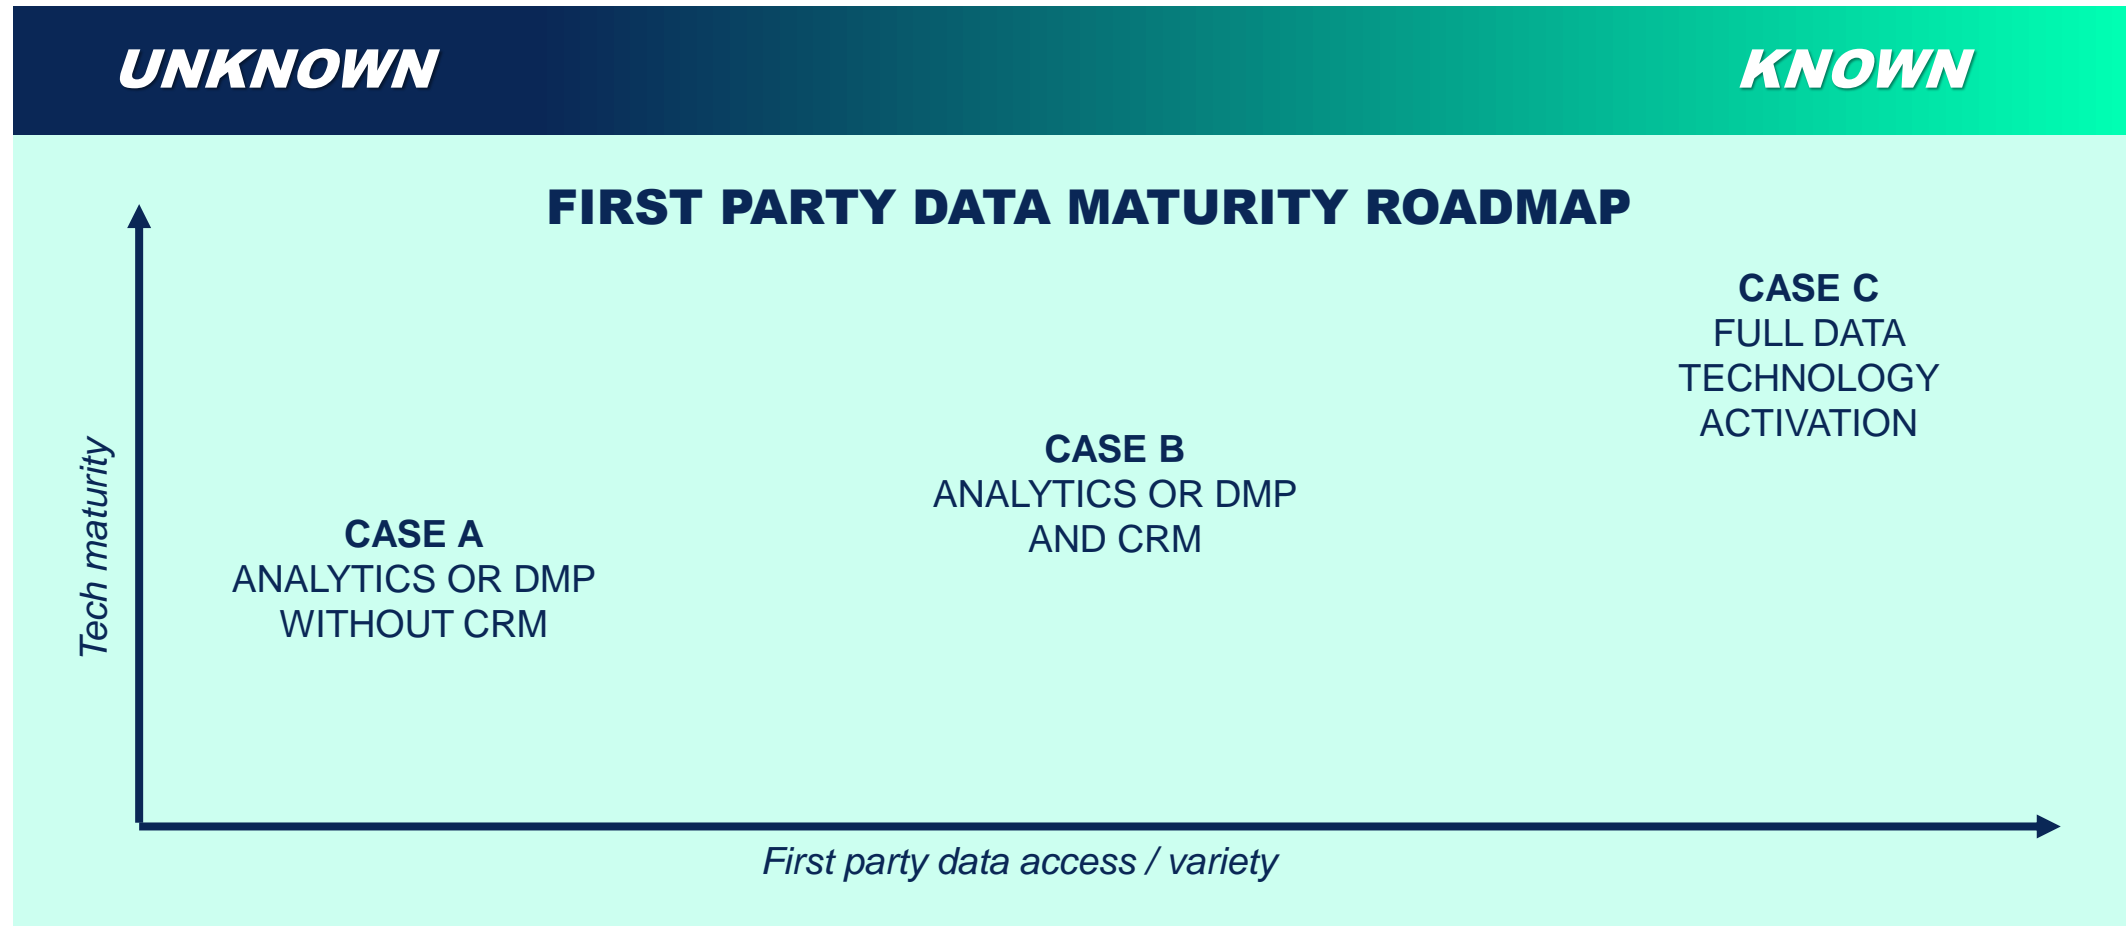 UNKNOWN
KNOWN
FIRST PARTY DATA MATURITY ROADMAP
CASE C
FULL DATA
TECHNOLOGY
ACTIVATION
CASE B
ANALYTICS OR DMP
AND CRM
CASE A
ANALYTICS OR DMP
WITHOUT CRM
Tech maturity
First party data access / variety